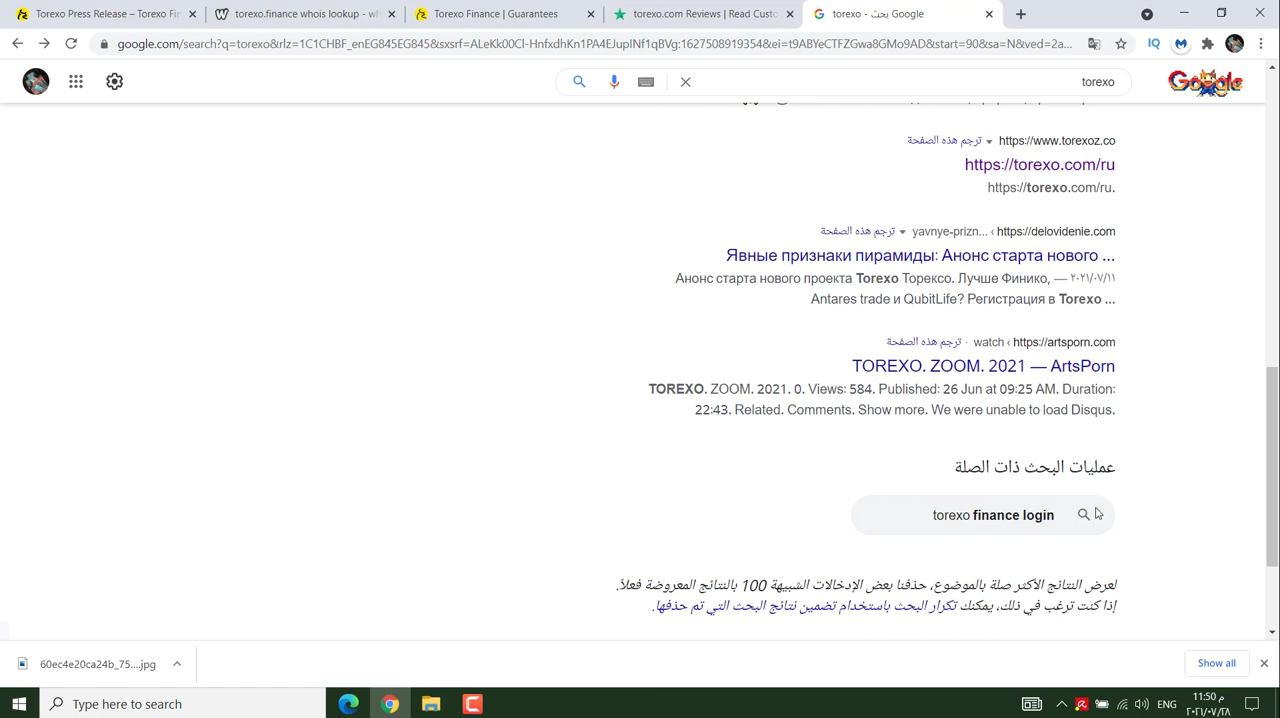 Torexo Press Release – Torexo Fin
torexo.finance whois lookup - wh
Torexo Finance | Guarantees
torexo.com Reviews | Read Custo
torexo - بحث Google
google.com/search?q=torexo&rlz=1C1CHBF_enEG845EG845&sxsrf=ALeKk00Cl-HrfxdhKn1PA4EJupINf1qBVg:1627508919354&ei=t9ABYeCTFZGwa8GMo9AD&start=90&sa=N&ved=2a...
IQ
torexo
Google
https://www.torexoz.co ترجم هذه الصفحة
https://torexo.com/ru
https://torexo.com/ru.
https://delovidenie.com › yavnye-prizn... ترجم هذه الصفحة
Явные признаки пирамиды: Анонс старта нового ...
٢٠٢١/٠٧/١١ — Анонс старта нового проекта Torexo Торексо. Лучше Финико,
Antares trade и QubitLife? Регистрация в Torexo ...
https://artsporn.com › watch · ترجم هذه الصفحة
TOREXO. ZOOM. 2021 — ArtsPorn
TOREXO. ZOOM. 2021. 0. Views: 584. Published: 26 Jun at 09:25 AM. Duration:
22:43. Related. Comments. Show more. We were unable to load Disqus.
عمليات البحث ذات الصلة
torexo finance login
لعرض النتائج الأكثر صلة بالموضوع، حذفنا بعض الإدخالات الشبيهة 100 بالنتائج المعروضة فعلاً.
إذا كنت ترغب في ذلك، يمكنك تكرار البحث باستخدام تضمين نتائج البحث التي تم حذفها.
60ec4e20ca24b_75....jpg
Show all
Type here to search
ENG
11:50 م
٢٠٢١/٠٧/٢٨